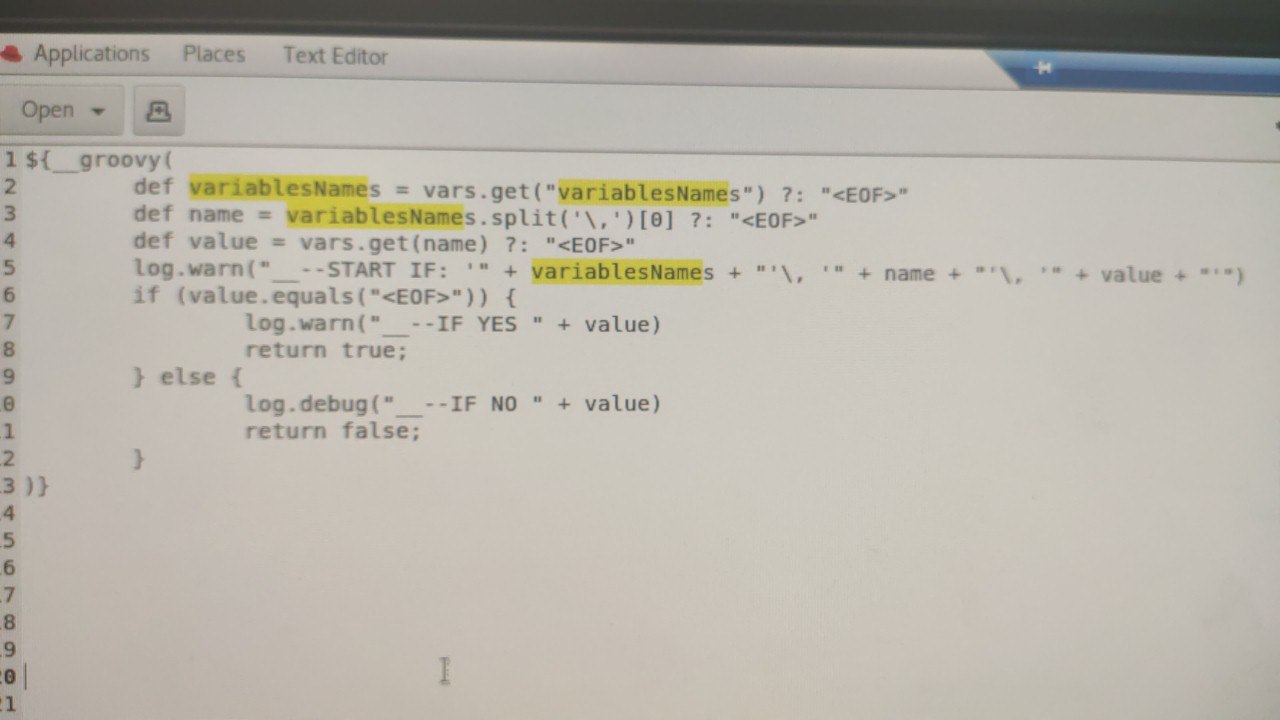 Applications Places Text Editor
Open
1 ${__groovy(
2 def variablesNames = vars.get("variablesNames") ?: "<EOF>"
3 def name = variablesNames.split('\,')[0] ?: "<EOF>"
4 def value = vars.get(name) ?: "<EOF>"
5 log.warn("__--START IF: '" + variablesNames + "'\, '" + name + "'\, '" + value + "'")
6 if (value.equals("<EOF>")) {
7 log.warn("__--IF YES " + value)
8 return true;
9 } else {
0 log.debug("__--IF NO " + value)
1 return false;
2 }
3 )}
4
5
6
7
8
9
0
1